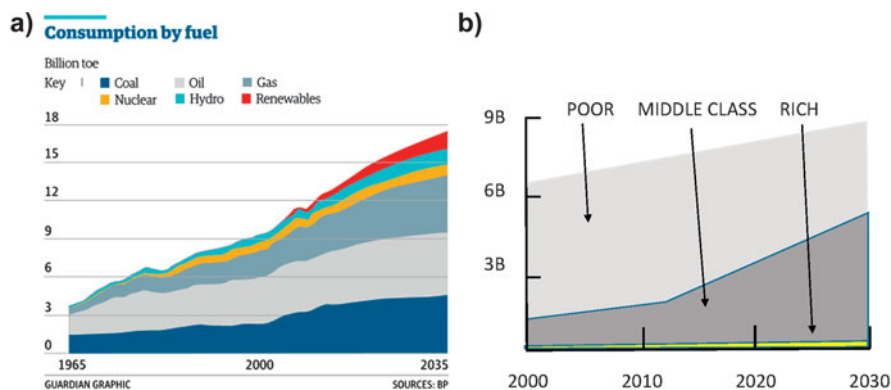 a)
Consumption by fuel
Billion toe
Key Coal Oil Gas
Nuclear Hydro Renewables
18
15
12
9
6
3
0
1965 2000 2035
GUARDIAN GRAPHIC SOURCES: BP
b)
POOR MIDDLE CLASS RICH
9B
6B
3B
2000 2010 2020 2030